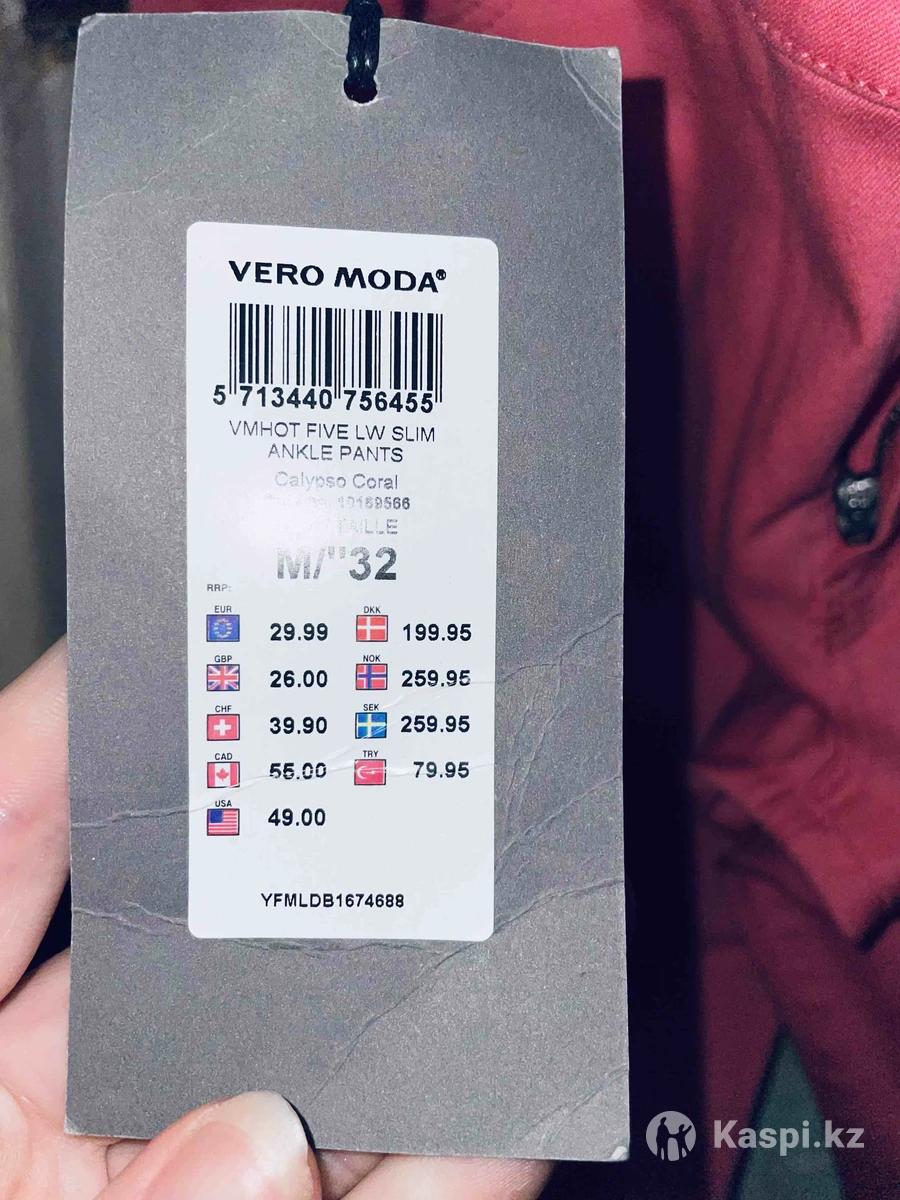 VERO MODA®
5 713440 756455
VMHOT FIVE LW SLIM
ANKLE PANTS
Calypso Coral
10169566
TAILLE
M/"32
RRP:
EUR 29.99 DKK 199.95
GBP 26.00 NOK 259.95
CHF 39.90 SEK 259.95
CAD 55.00 TRY 79.95
USA 49.00
YFMLDB1674688
Kaspi.kz